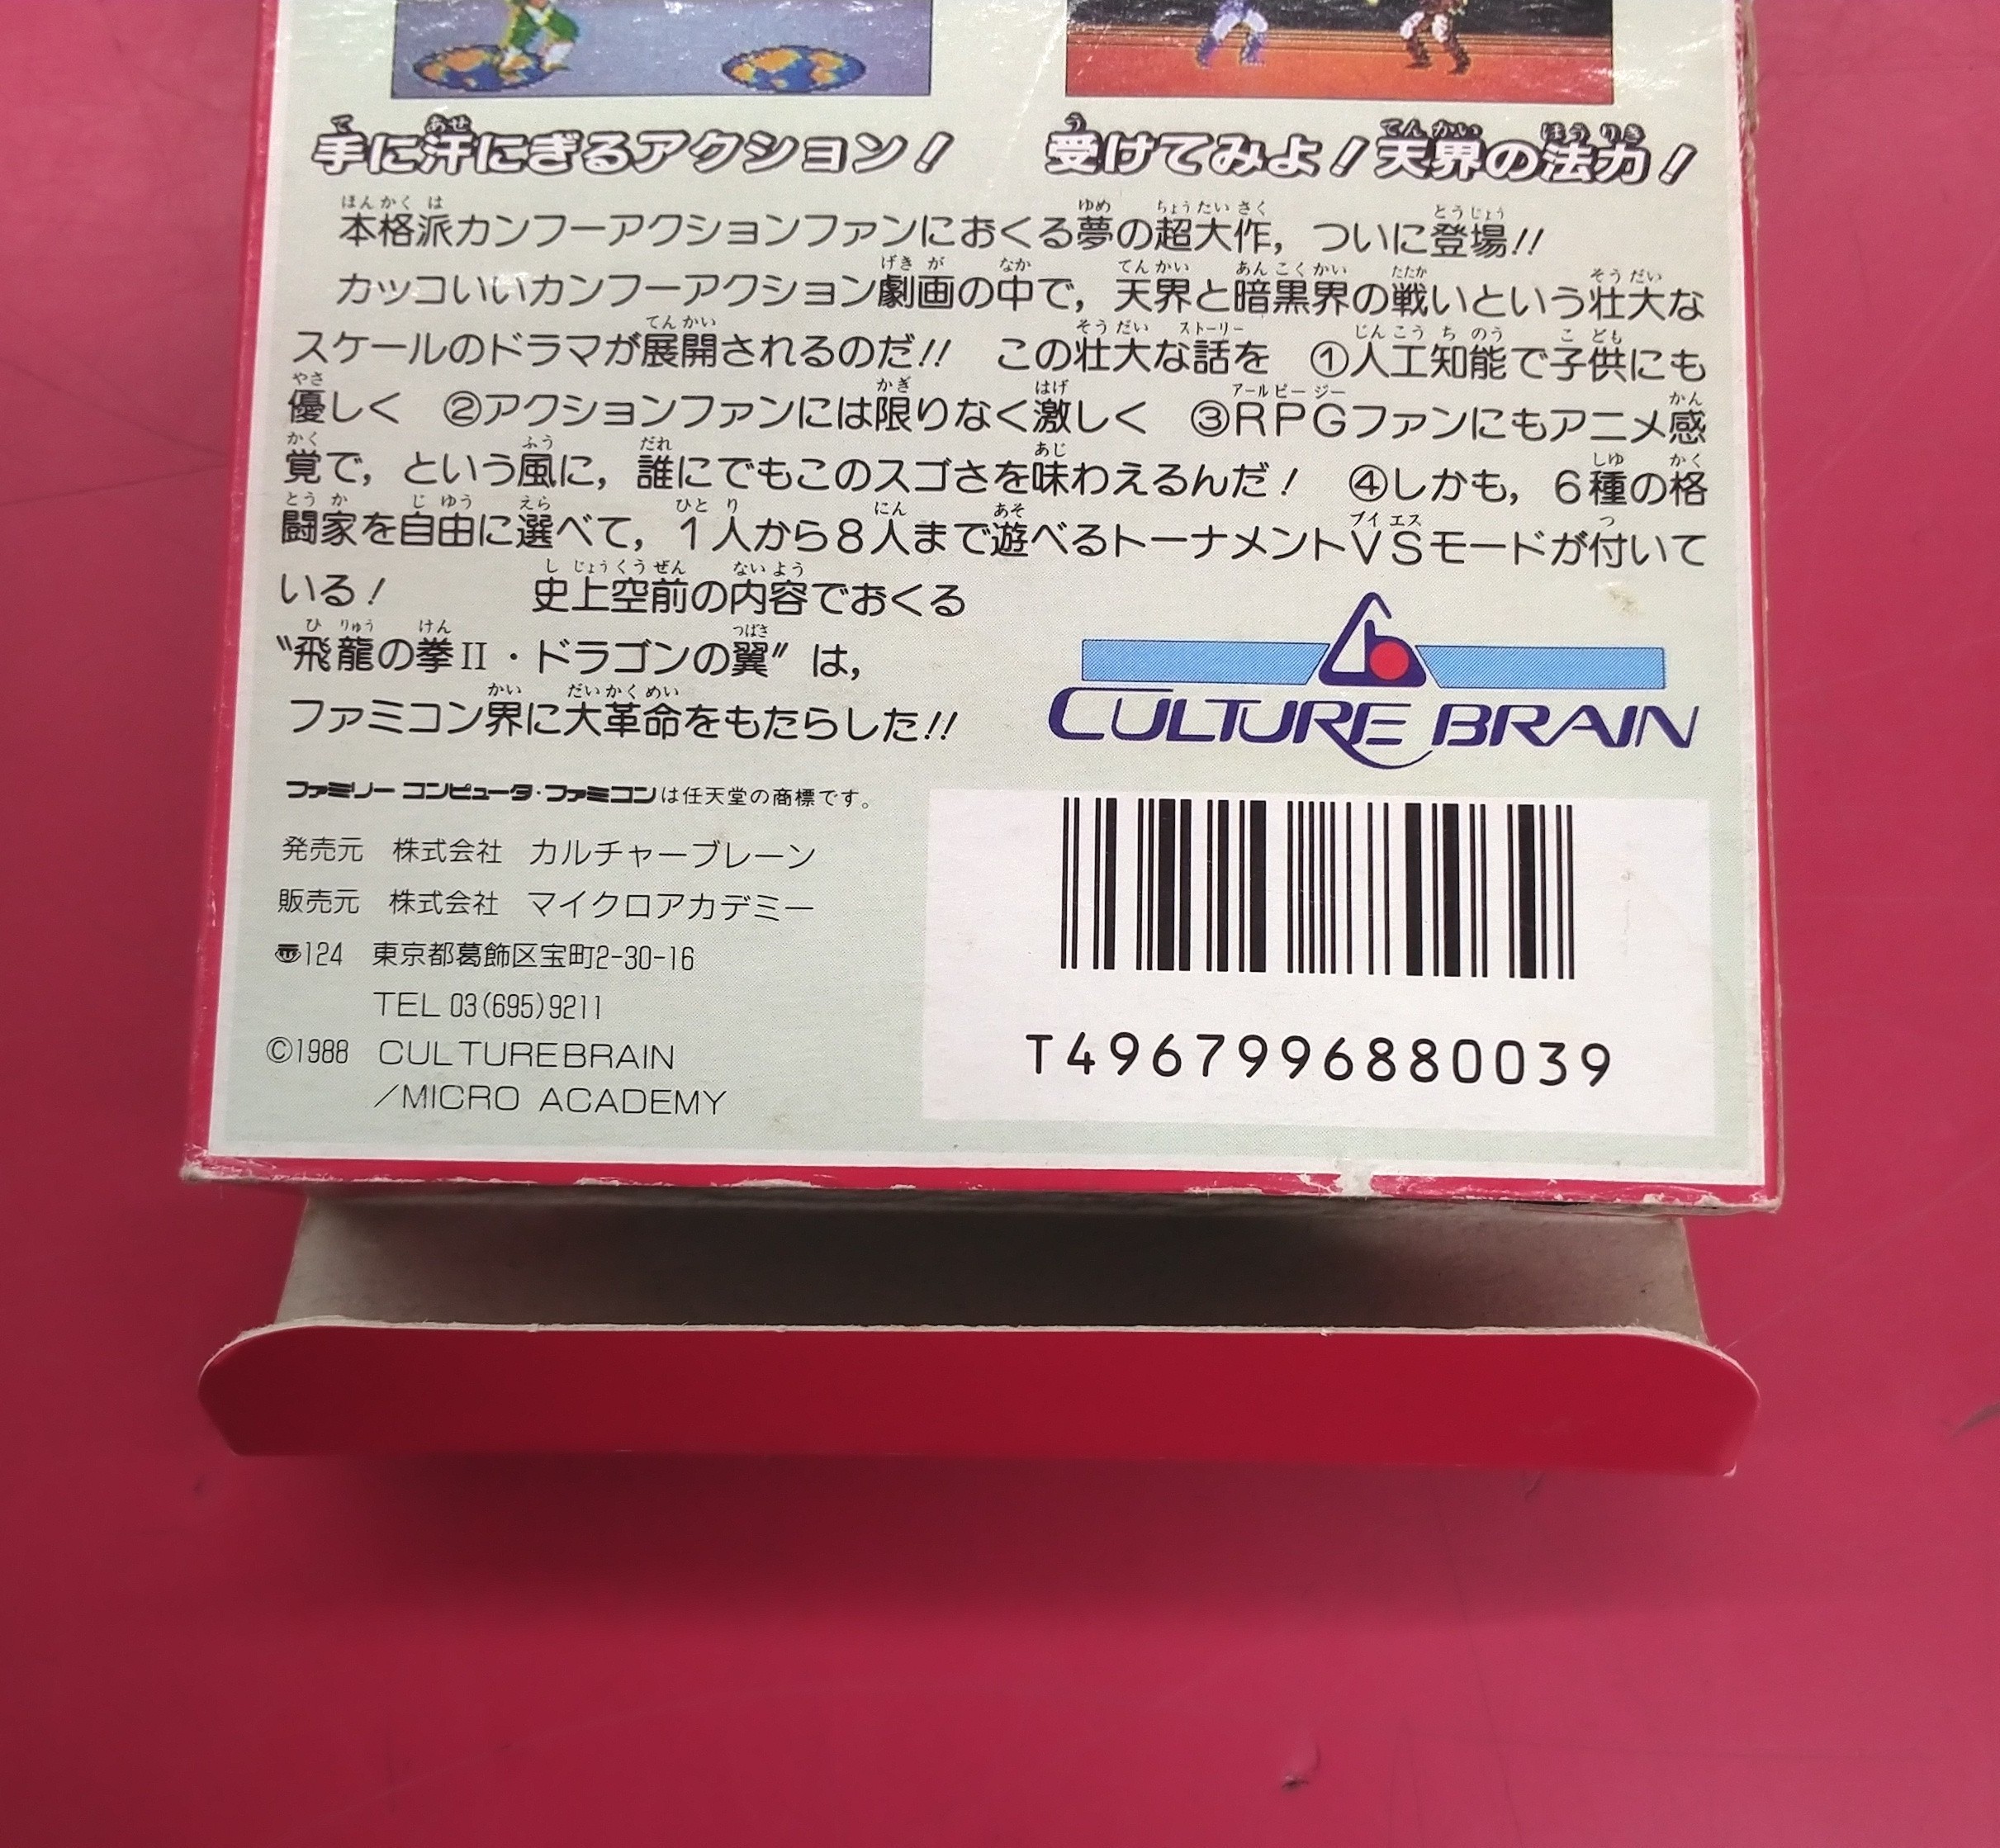 手に汗にぎるアクション！
受けてみよ！天界の法力！
本格派カンフーアクションファンにおくる夢の超大作，ついに登場!!
カッコいいカンフーアクション劇画の中で，天界と暗黒界の戦いという壮大な
スケールのドラマが展開されるのだ!!　この壮大な話を　①人工知能で子供にも
優しく　②アクションファンには限りなく激しく　③RPGファンにもアニメ感
覚で，という風に，誰にでもこのスゴさを味わえるんだ！　④しかも，6種の格
闘家を自由に選べて，1人から8人まで遊べるトーナメントVSモードが付いて
いる！　史上空前の内容でおくる
〝飛龍の拳II・ドラゴンの翼〟は，
ファミコン界に大革命をもたらした!!
CULTURE BRAIN
ファミリーコンピュータ・ファミコンは任天堂の商標です。
発売元　株式会社　カルチャーブレーン
販売元　株式会社　マイクロアカデミー
〠124　東京都葛飾区宝町2-30-16
TEL 03(695)9211
©1988　CULTUREBRAIN
／MICRO ACADEMY
T4967996880039